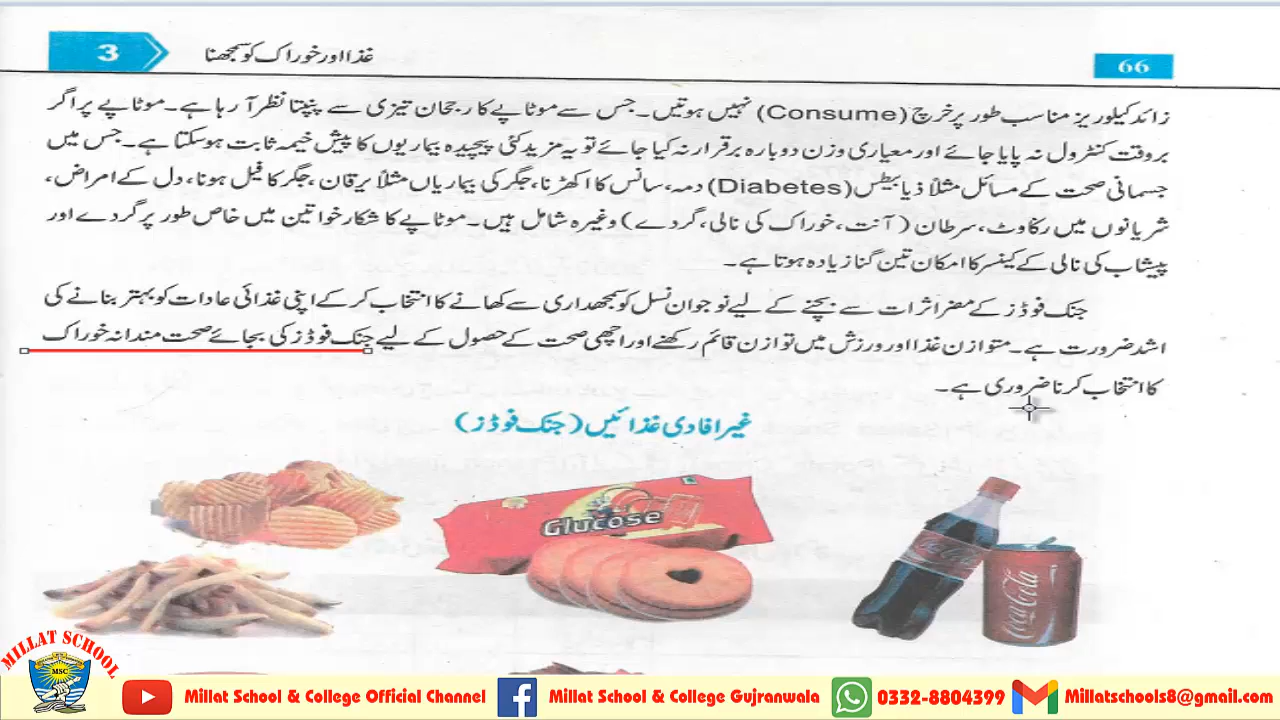 66
غذا اور خوراک کو سمجھنا
3
زائد کیلوریز مناسب طور پر خرچ (Consume) نہیں ہوتیں۔ جس سے موٹاپے کا رجحان تیزی سے پنپتا نظر آ رہا ہے۔ موٹاپے پر اگر
بروقت کنٹرول نہ پایا جائے اور معیاری وزن دوبارہ برقرار نہ کیا جائے تو یہ مزید کئی پیچیدہ بیماریوں کا پیش خیمہ ثابت ہوسکتا ہے۔ جس میں
جسمانی صحت کے مسائل مثلاً ذیابیطس (Diabetes) دمہ، سانس کا اکھڑنا، جگر کی بیماریاں مثلاً یرقان، جگر کا فیل ہونا، دل کے امراض،
شریانوں میں رکاوٹ، سرطان (آنت، خوراک کی نالی، گردے) وغیرہ شامل ہیں۔ موٹاپے کا شکار خواتین میں خاص طور پر گردے اور
پیشاب کی نالی کے کینسر کا امکان تین گنا زیادہ ہوتا ہے۔
جنک فوڈز کے مضر اثرات سے بچنے کے لیے نوجوان نسل کو سمجھداری سے کھانے کا انتخاب کر کے اپنی غذائی عادات کو بہتر بنانے کی
اشد ضرورت ہے۔ متوازن غذا اور ورزش میں توازن قائم رکھنے اور اچھی صحت کے حصول کے لیے جنک فوڈز کی بجائے صحت مندانہ خوراک
کا انتخاب کرنا ضروری ہے۔
غیر افادی غذائیں (جنک فوڈز)
Glucose
Coca-Cola
Coca-Cola
MILLAT SCHOOL
MSC
Millat School & College Official Channel
Millat School & College Gujranwala
0332-8804399
Millatschools8@gmail.com